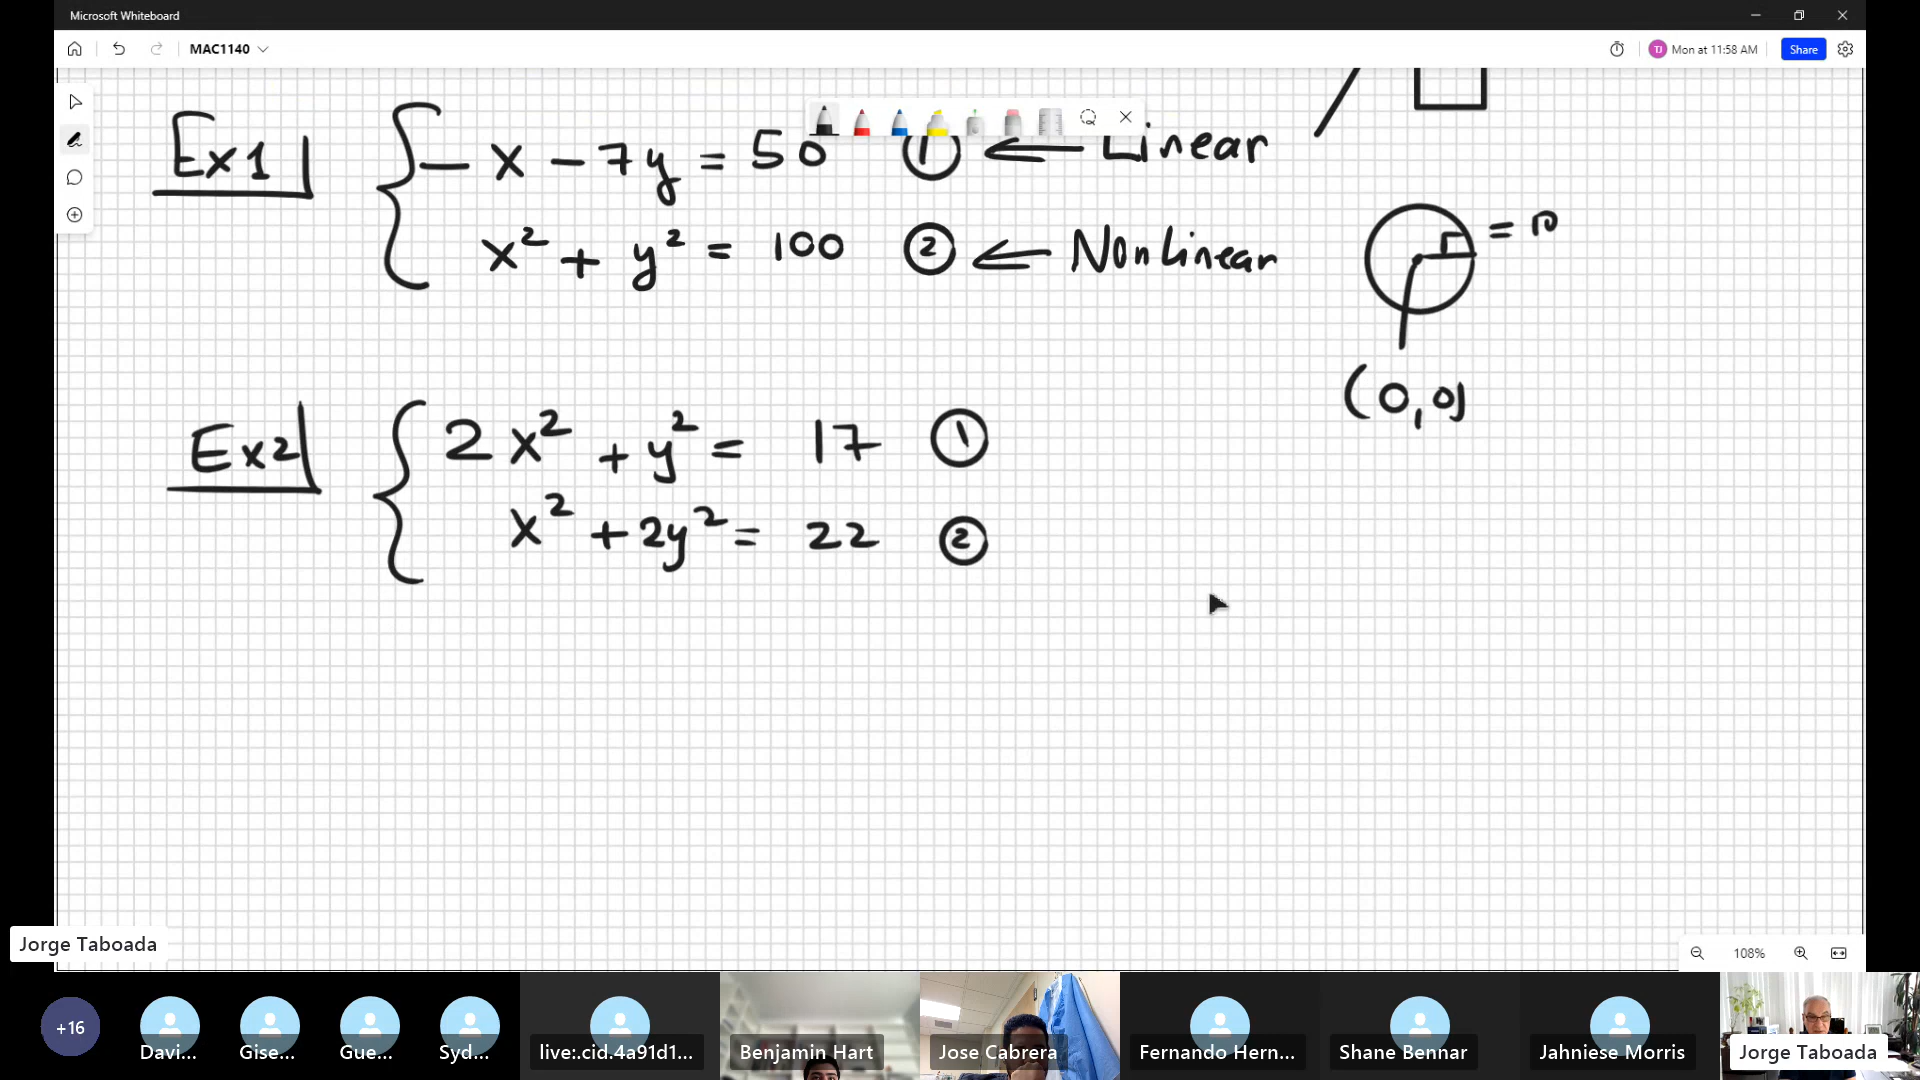 Microsoft Whiteboard
MAC1140
TJ Mon at 11:58 AM Share
Ex1
- x - 7y = 50 ① ← Linear
x² + y² = 100 ② ← Nonlinear
r = 10
(0,0)
Ex2
2x² + y² = 17 ①
x² + 2y² = 22 ②
Jorge Taboada
108%
+16
Davi...
Gise...
Gue...
Syd...
live:.cid.4a91d1...
Benjamin Hart
Jose Cabrera
Fernando Hern...
Shane Bennar
Jahniese Morris
Jorge Taboada